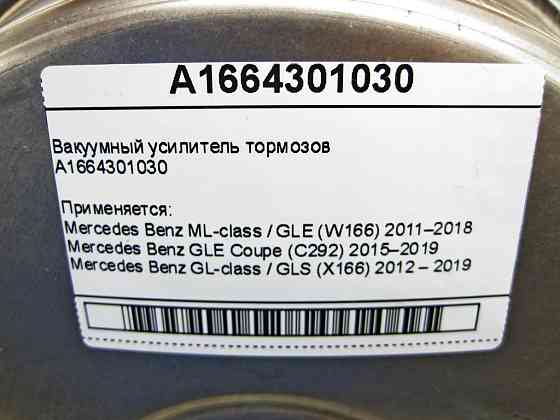 A1664301030
Вакуумный усилитель тормозов
A1664301030
Применяется:
Mercedes Benz ML-class / GLE (W166) 2011–2018
Mercedes Benz GLE Coupe (C292) 2015–2019
Mercedes Benz GL-class / GLS (X166) 2012 – 2019